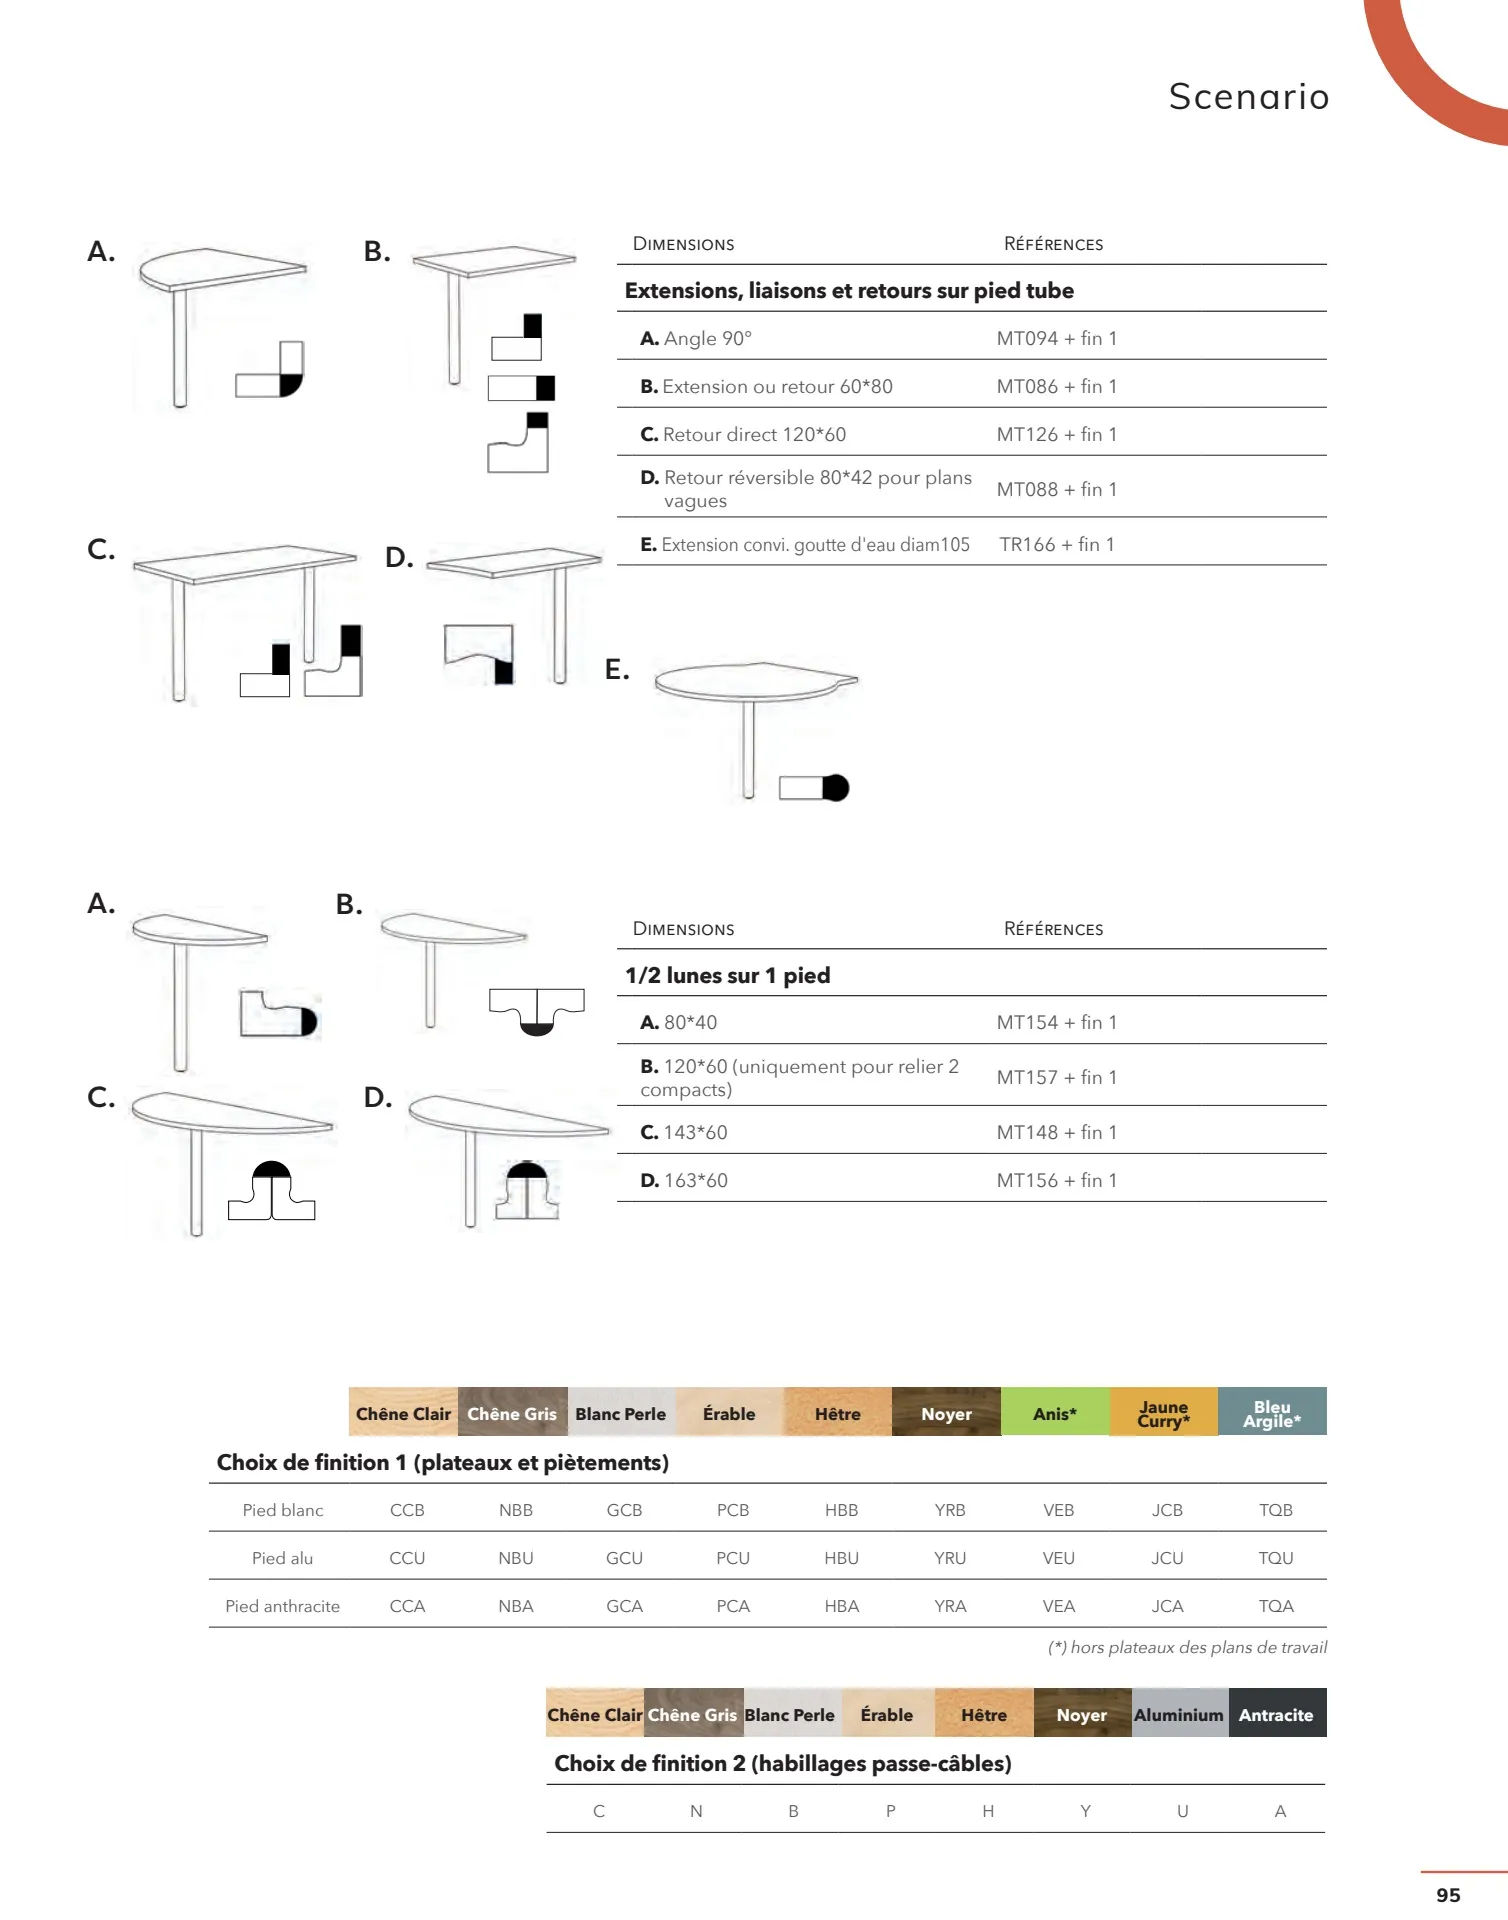 Scenario
A.
B.
C.
D.
E.
DIMENSIONS RÉFÉRENCES
Extensions, liaisons et retours sur pied tube
A. Angle 90° MT094 + fin 1
B. Extension ou retour 60*80 MT086 + fin 1
C. Retour direct 120*60 MT126 + fin 1
D. Retour réversible 80*42 pour plans
vagues MT088 + fin 1
E. Extension convi. goutte d'eau diam105 TR166 + fin 1
A.
B.
C.
D.
DIMENSIONS RÉFÉRENCES
1/2 lunes sur 1 pied
A. 80*40 MT154 + fin 1
B. 120*60 (uniquement pour relier 2
compacts) MT157 + fin 1
C. 143*60 MT148 + fin 1
D. 163*60 MT156 + fin 1
Chêne Clair Chêne Gris Blanc Perle Érable Hêtre Noyer Anis* Jaune Curry* Bleu Argile*
Choix de finition 1 (plateaux et piètements)
Pied blanc CCB NBB GCB PCB HBB YRB VEB JCB TQB
Pied alu CCU NBU GCU PCU HBU YRU VEU JCU TQU
Pied anthracite CCA NBA GCA PCA HBA YRA VEA JCA TQA
(*) hors plateaux des plans de travail
Chêne Clair Chêne Gris Blanc Perle Érable Hêtre Noyer Aluminium Antracite
Choix de finition 2 (habillages passe-câbles)
C N B P H Y U A
95